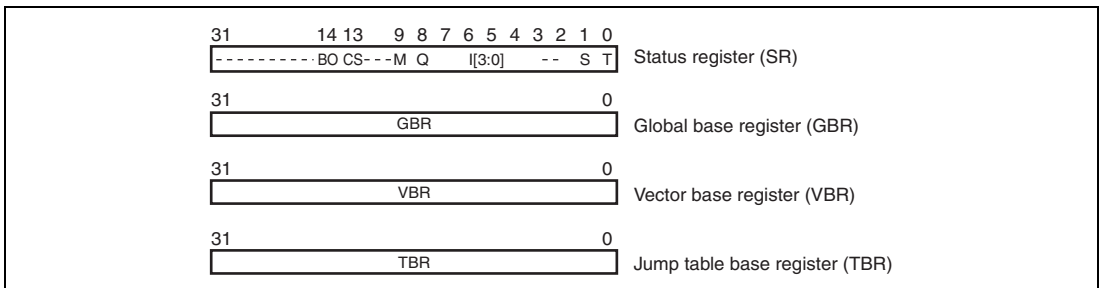 31 14 13 9 8 7 6 5 4 3 2 1 0
- - - - - - - - - - BO CS - - - M Q I[3:0] - - S T Status register (SR)
31 0
GBR Global base register (GBR)
31 0
VBR Vector base register (VBR)
31 0
TBR Jump table base register (TBR)